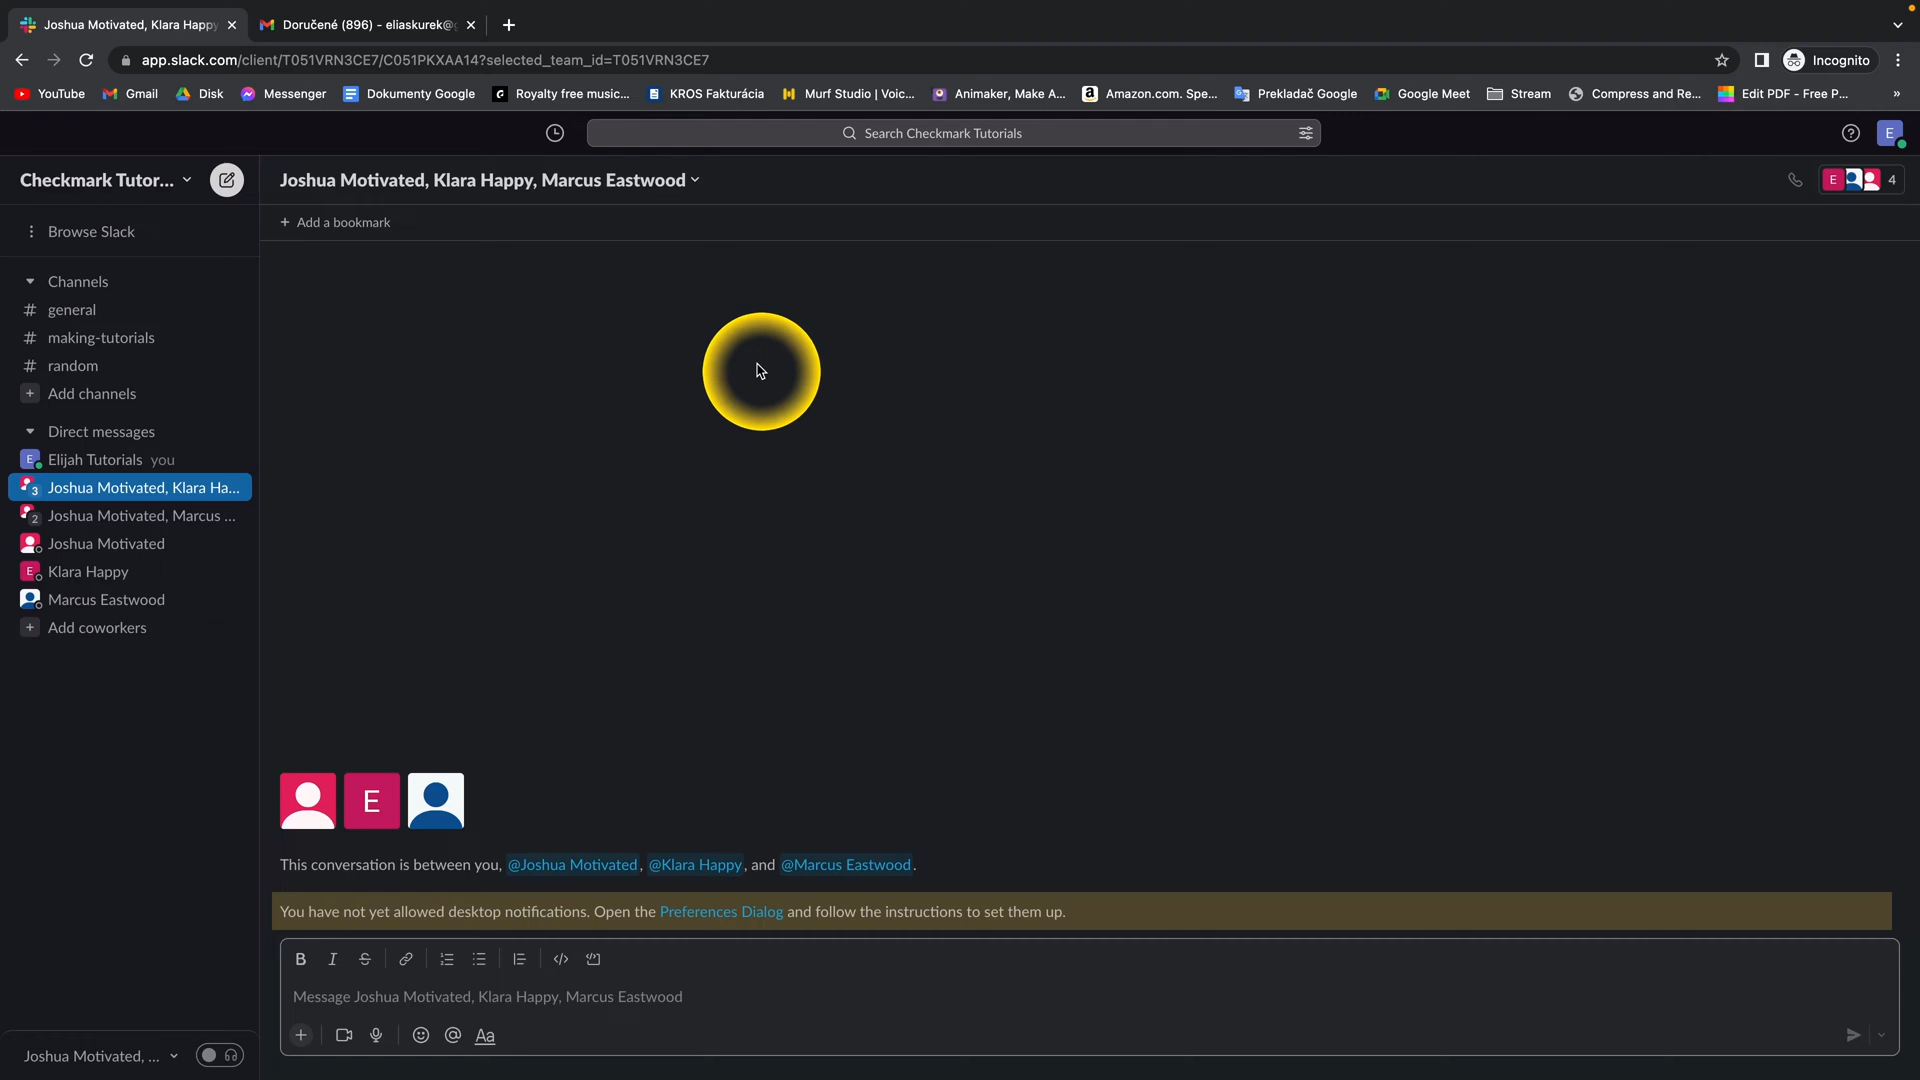 Joshua Motivated, Klara Happy
Doručené (896) - eliaskurek@
app.slack.com/client/T051VRN3CE7/C051PKXAA14?selected_team_id=T051VRN3CE7
Incognito
YouTube Gmail Disk Messenger Dokumenty Google Royalty free music... KROS Fakturácia Murf Studio | Voic... Animaker, Make A... Amazon.com. Spe... Prekladač Google Google Meet Stream Compress and Re... Edit PDF - Free P... »
Search Checkmark Tutorials
E
Checkmark Tutor...
Joshua Motivated, Klara Happy, Marcus Eastwood
E 4
Add a bookmark
Browse Slack
Channels
# general
# making-tutorials
# random
+ Add channels
Direct messages
E Elijah Tutorials you
3 Joshua Motivated, Klara Ha...
2 Joshua Motivated, Marcus ...
Joshua Motivated
E Klara Happy
Marcus Eastwood
+ Add coworkers
E
This conversation is between you, @Joshua Motivated, @Klara Happy, and @Marcus Eastwood.
You have not yet allowed desktop notifications. Open the Preferences Dialog and follow the instructions to set them up.
B I S
Message Joshua Motivated, Klara Happy, Marcus Eastwood
Aa
Joshua Motivated, ...